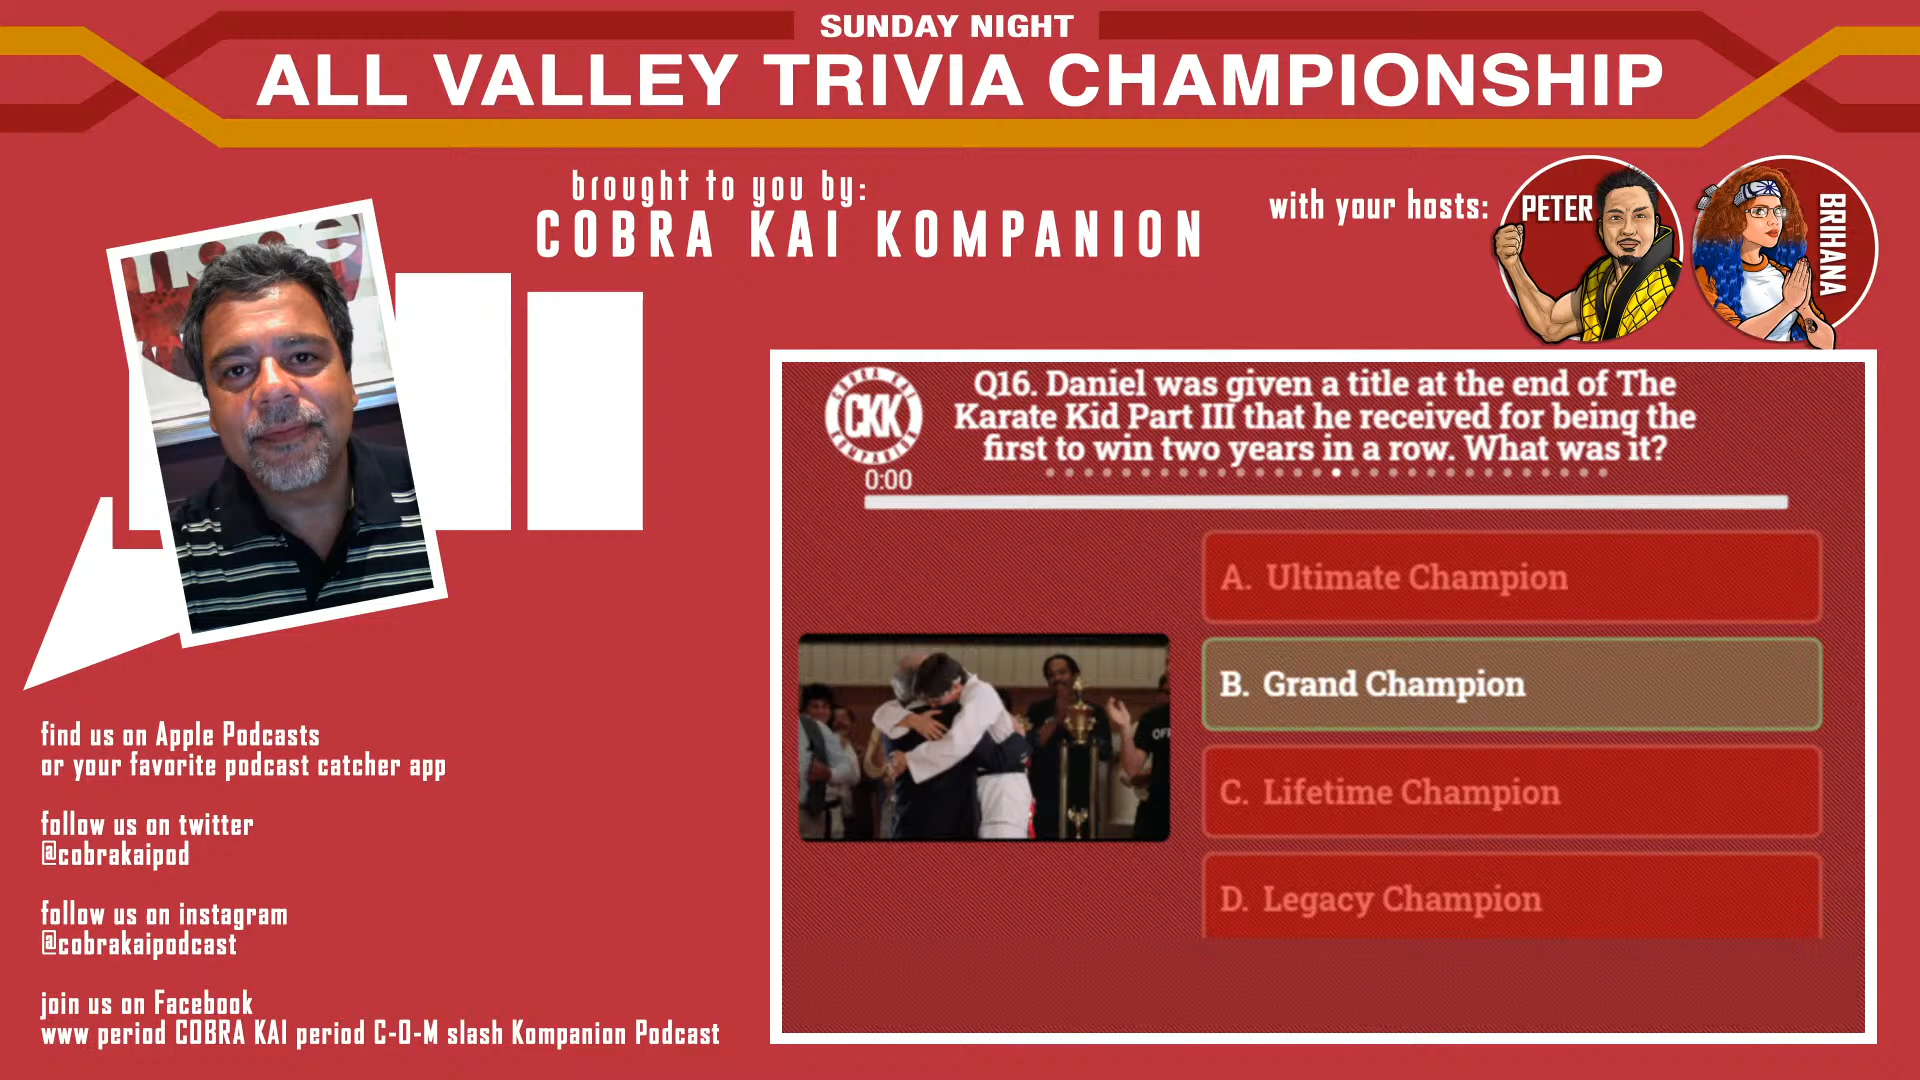 SUNDAY NIGHT
ALL VALLEY TRIVIA CHAMPIONSHIP
brought to you by:
COBRA KAI KOMPANION
with your hosts:
PETER
BRIHANA
COBRA KAI
CKK
KOMPANION
Q16. Daniel was given a title at the end of The
Karate Kid Part III that he received for being the
first to win two years in a row. What was it?
0:00
A. Ultimate Champion
B. Grand Champion
C. Lifetime Champion
D. Legacy Champion
find us on Apple Podcasts
or your favorite podcast catcher app
follow us on twitter
@cobrakaipod
follow us on instagram
@cobrakaipodcast
join us on Facebook
www period COBRA KAI period C-O-M slash Kompanion Podcast